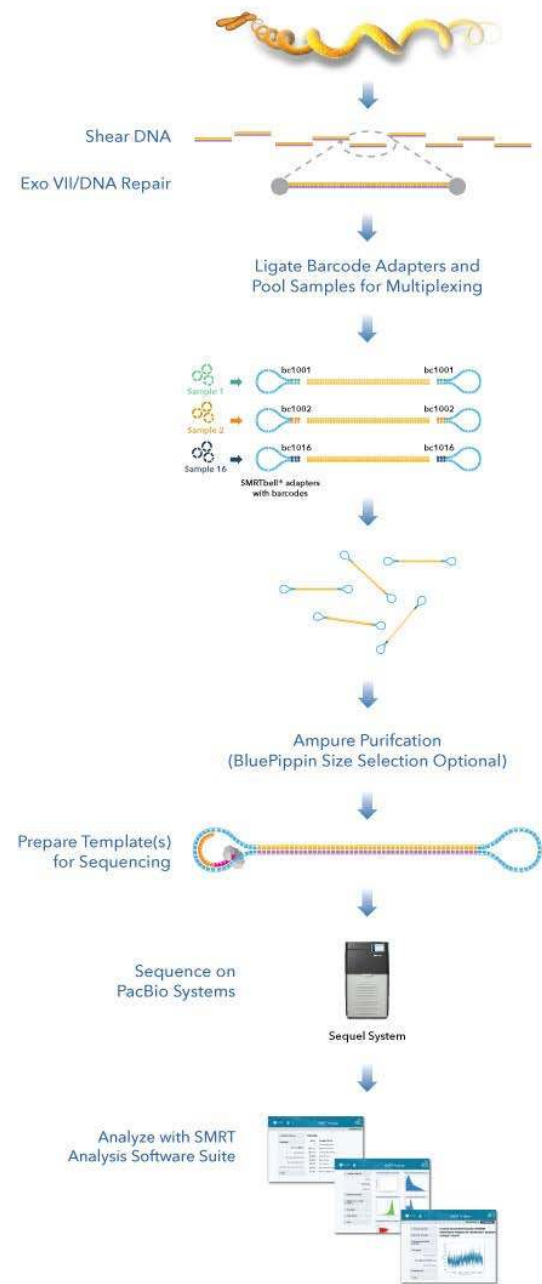 Shear DNA
Exo VII/DNA Repair
Ligate Barcode Adapters and
Pool Samples for Multiplexing
bc1001 bc1001
Sample 1
bc1002 bc1002
Sample 2
bc1016 bc1016
Sample 16
SMRTbell® adapters
with barcodes
Ampure Purifcation
(BluePippin Size Selection Optional)
Prepare Template(s)
for Sequencing
Sequence on
PacBio Systems
Sequel System
Analyze with SMRT
Analysis Software Suite